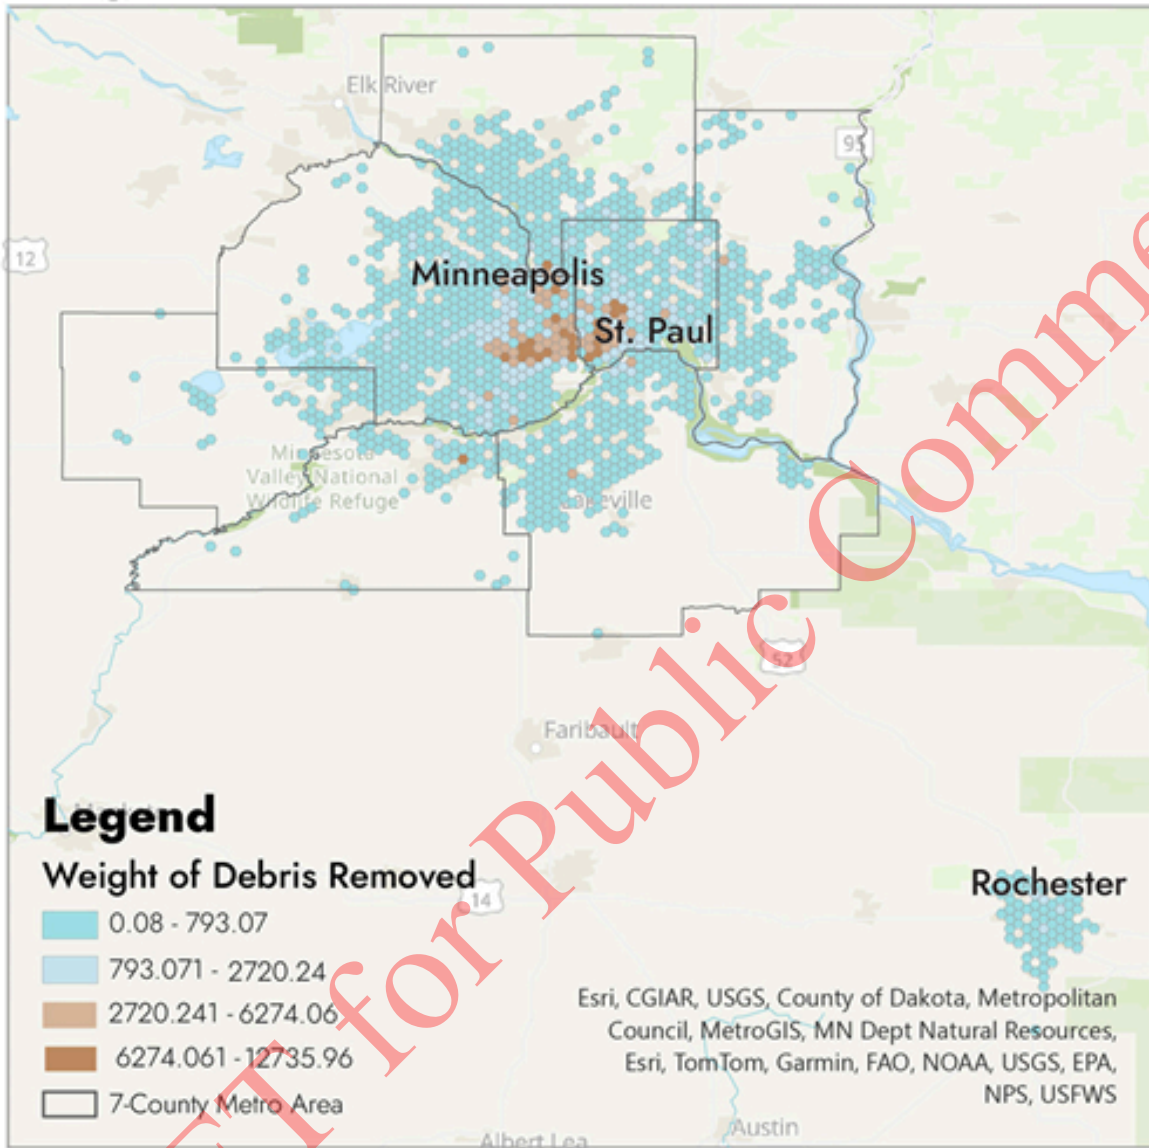 Elk River
95
12
Minneapolis
St. Paul
Minnesota
Valley National
Wildlife Refuge
Lakeville
52
Faribault
Legend
Weight of Debris Removed
14
0.08 - 793.07
793.071 - 2720.24
2720.241 - 6274.06
6274.061 - 12735.96
7-County Metro Area
Rochester
Esri, CGIAR, USGS, County of Dakota, Metropolitan
Council, MetroGIS, MN Dept Natural Resources,
Esri, TomTom, Garmin, FAO, NOAA, USGS, EPA,
NPS, USFWS
Austin
Albert Lea
for Public Comme